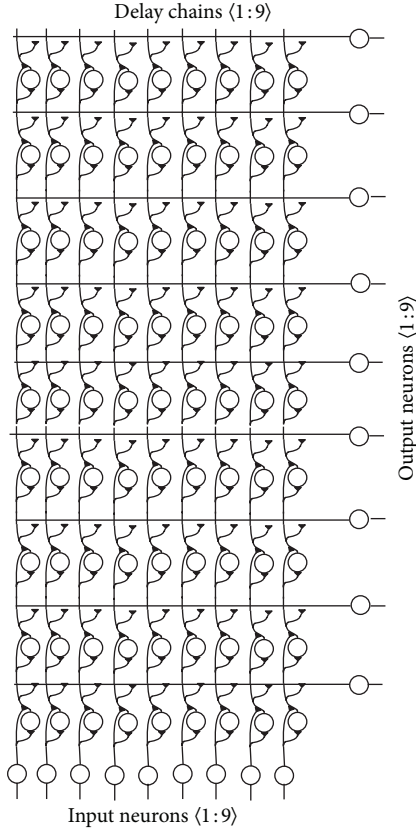 Delay chains ⟨1:9⟩
Output neurons ⟨1:9⟩
Input neurons ⟨1:9⟩